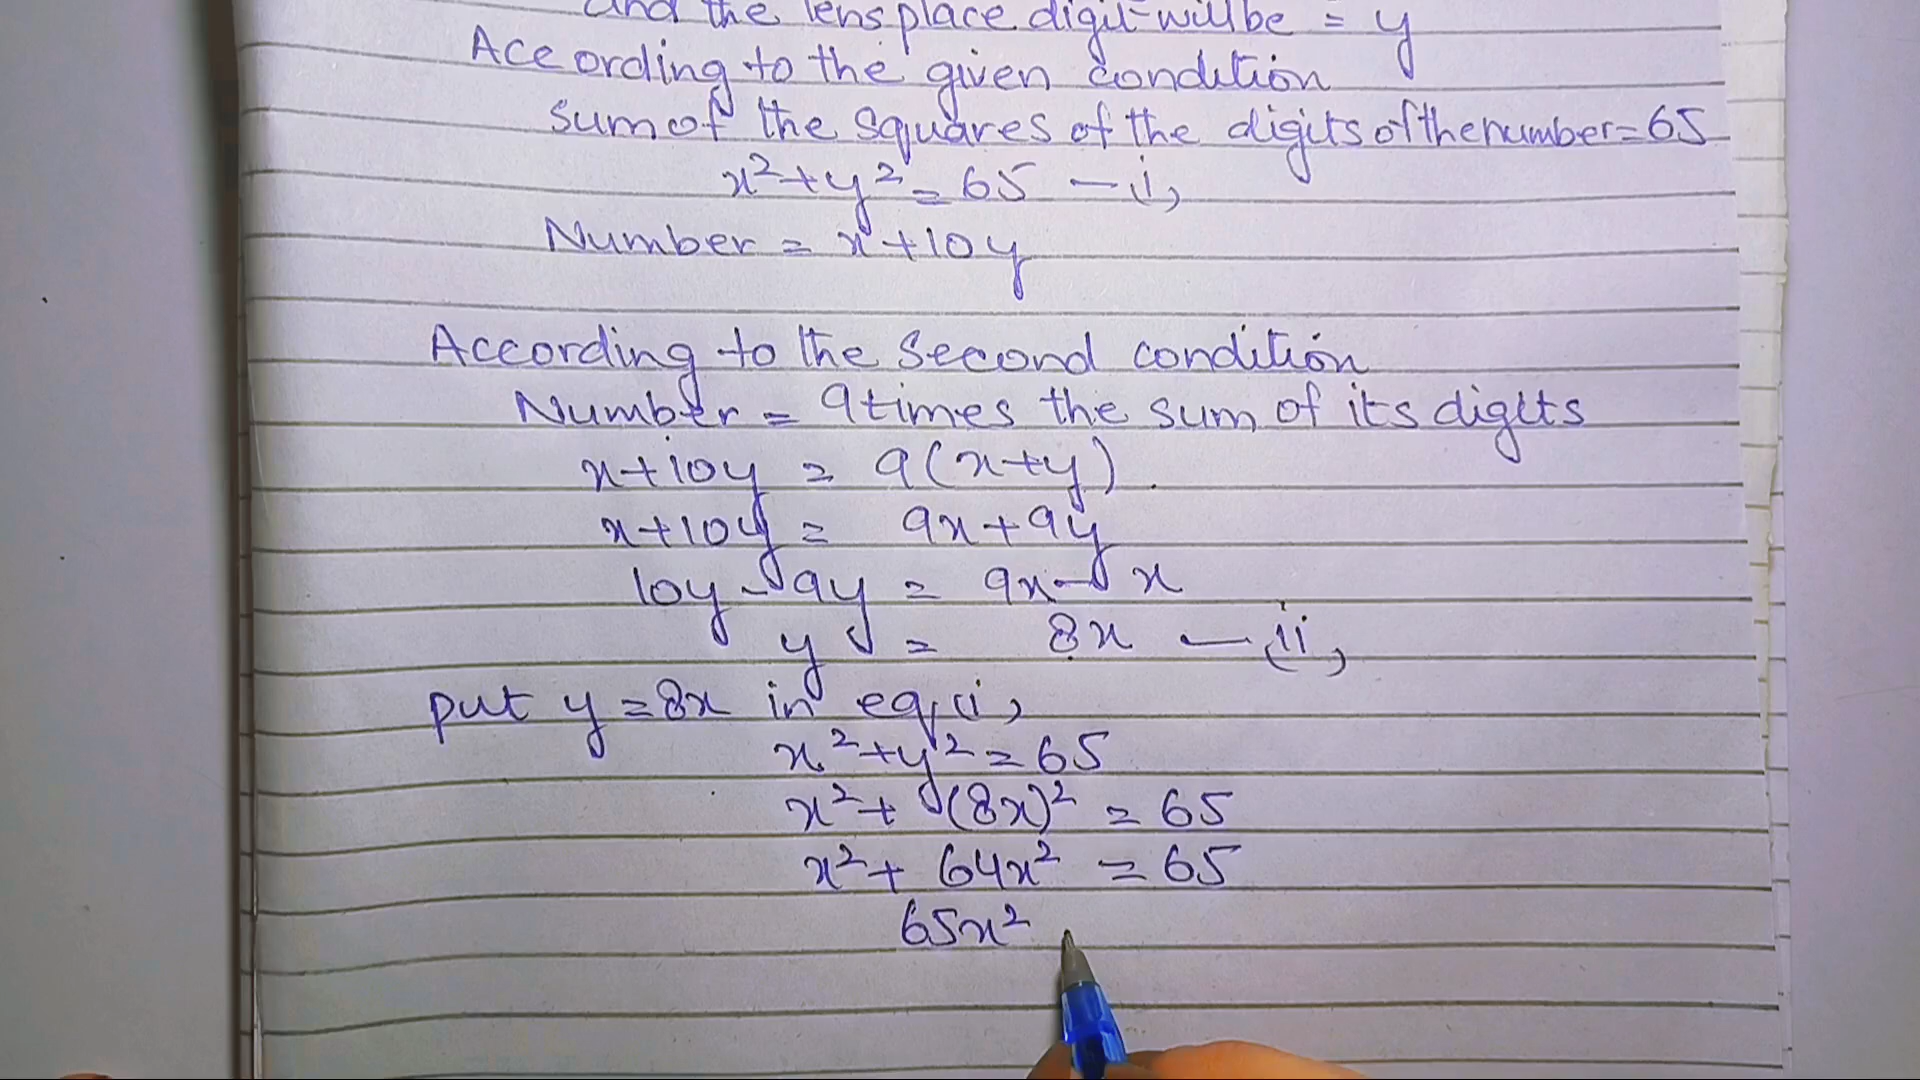 and the tens place digit will be = y
According to the given condition
Sum of the squares of the digits of the number = 65
x²+y² = 65 — (i)
Number = x+10y
According to the Second condition
Number = 9times the sum of its digits
x+10y = 9(x+y)
x+10y = 9x+9y
10y-9y = 9x-x
y = 8x — (ii)
put y=8x in eq(i)
x²+y²=65
x²+(8x)² = 65
x²+ 64x² = 65
65x²